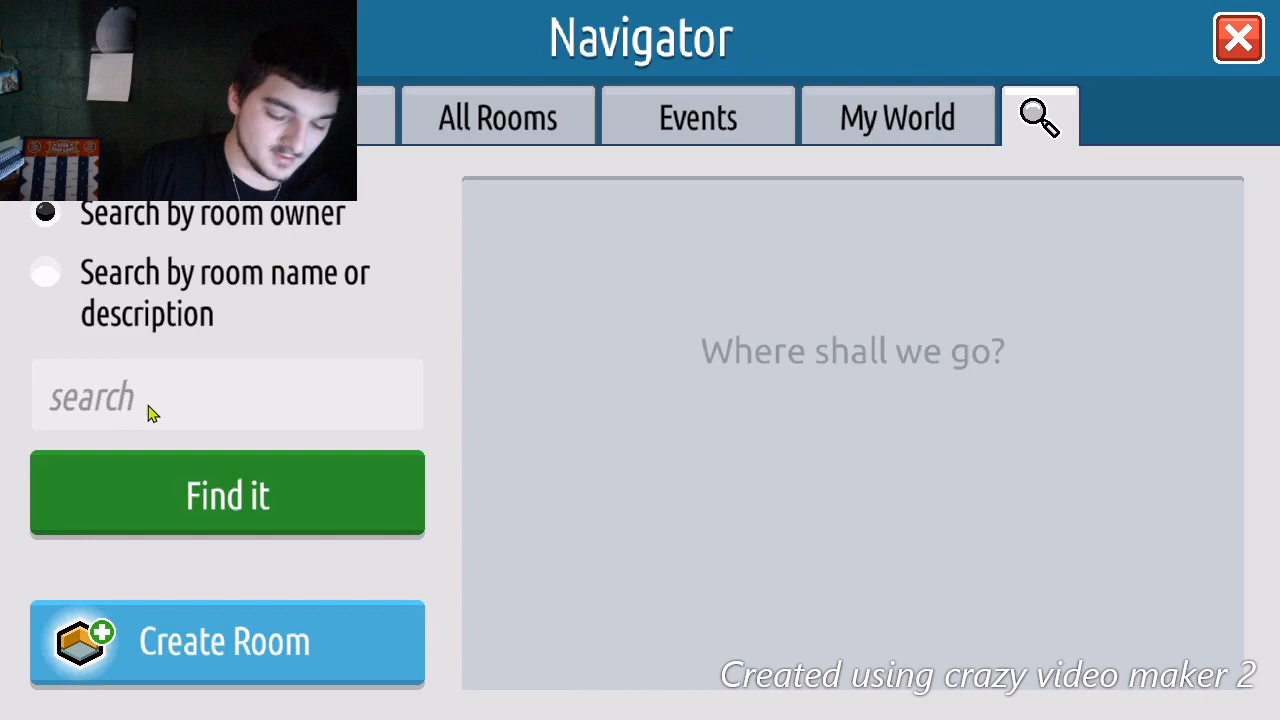 Navigator
All Rooms
Events
My World
Search by room owner
Search by room name or
description
Where shall we go?
search
Find it
Create Room
Created using crazy video maker 2